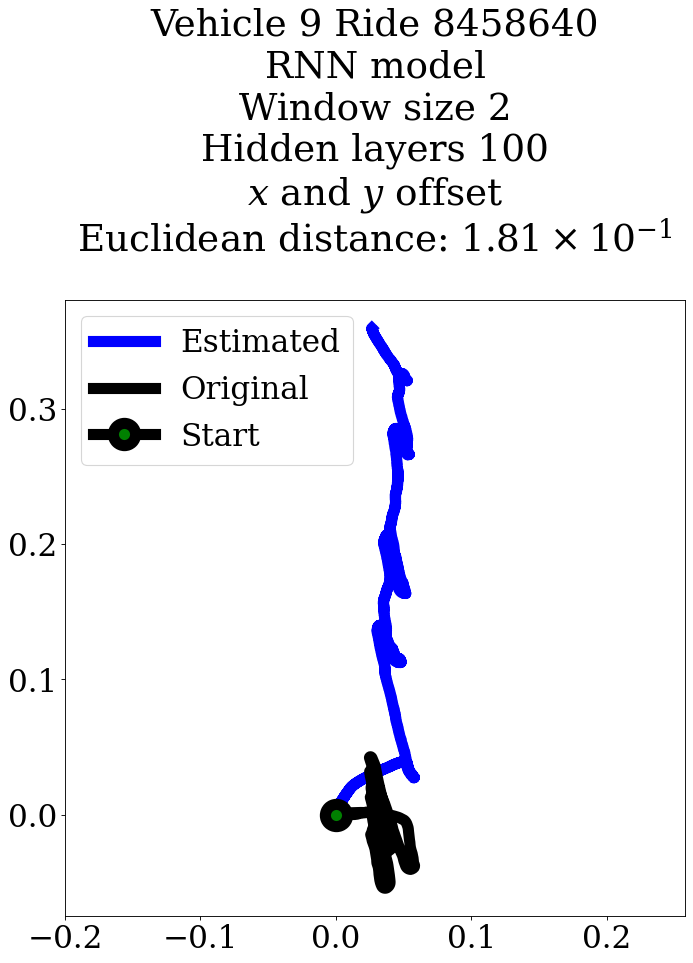 Vehicle 9 Ride 8458640
RNN model
Window size 2
Hidden layers 100
x and y offset
Euclidean distance: 1.81 × 10⁻¹
Estimated
Original
Start
0.3
0.2
0.1
0.0
−0.2 −0.1 0.0 0.1 0.2